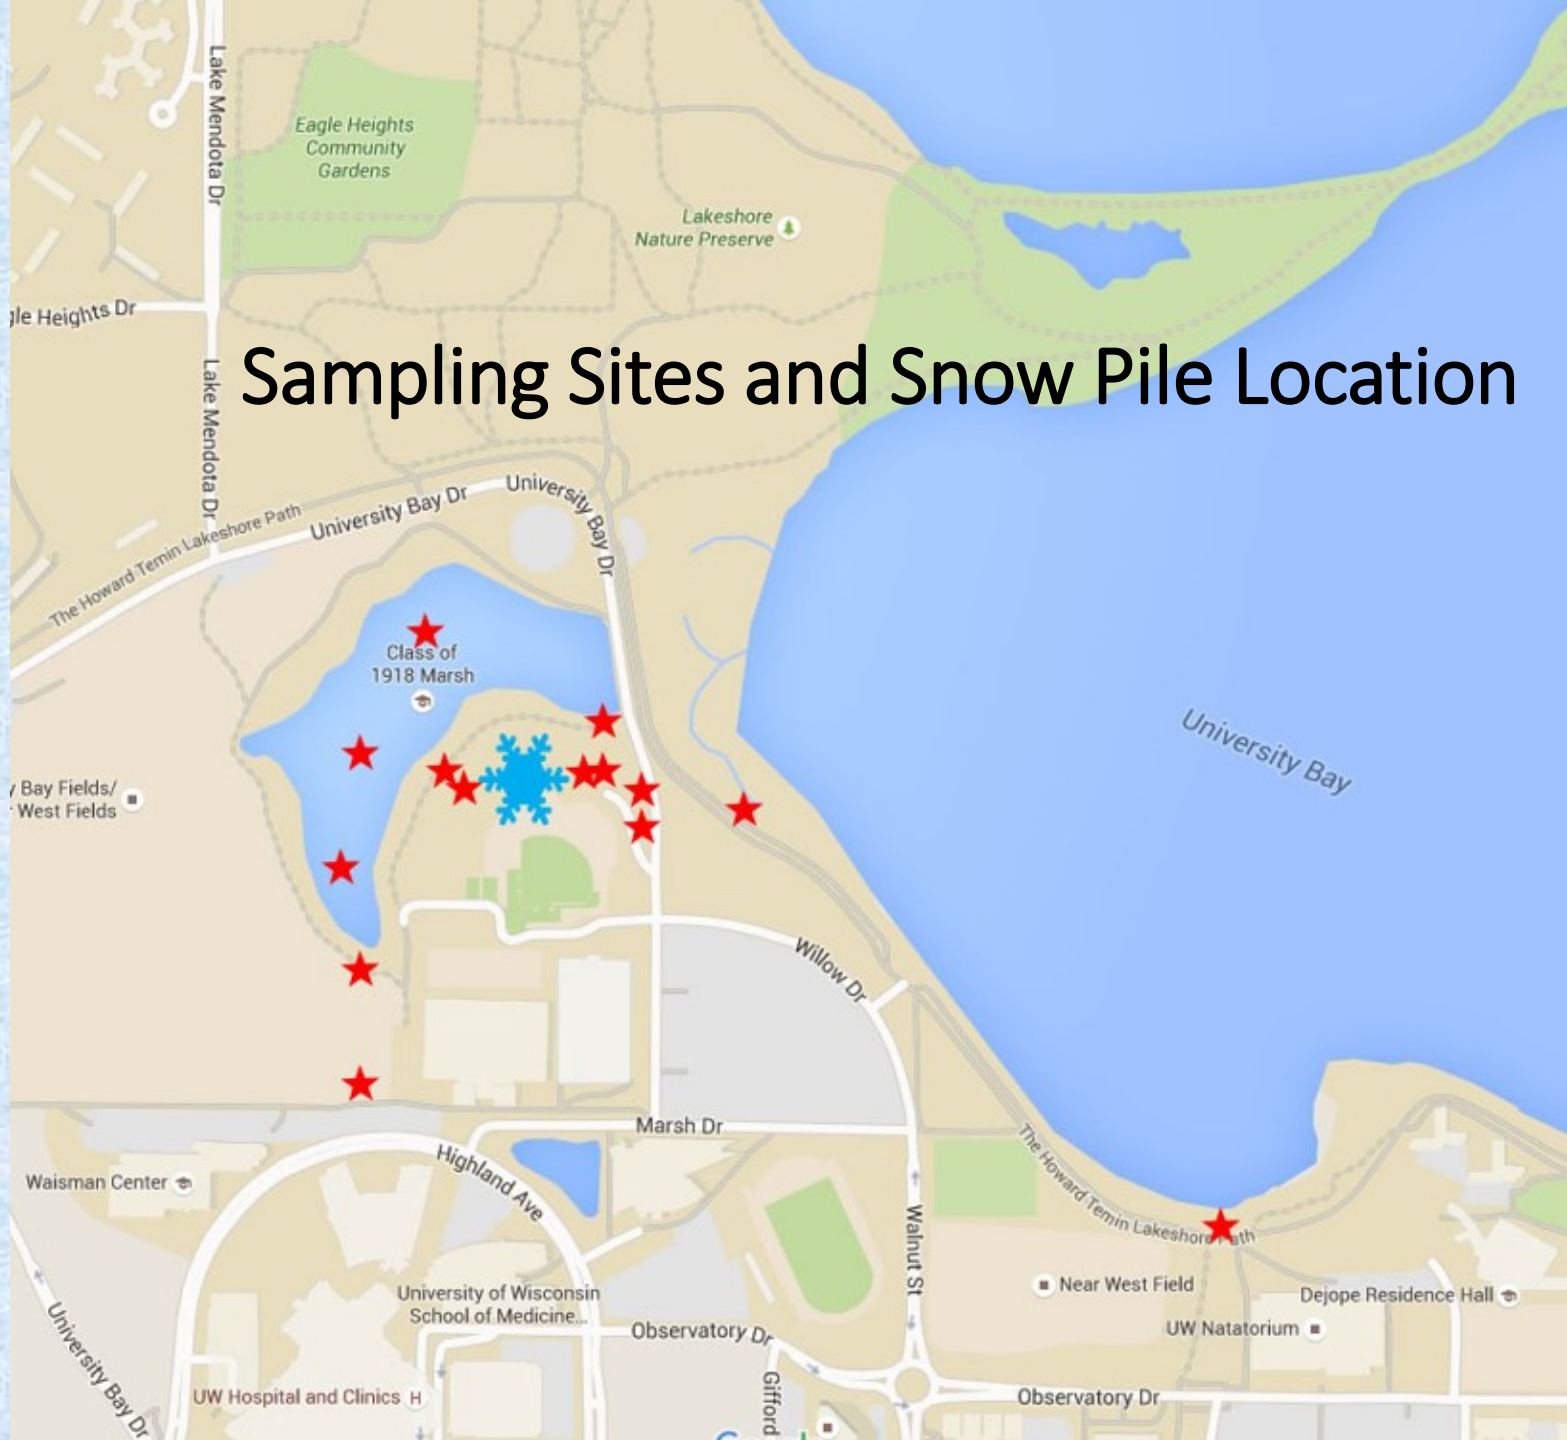 Lake Mendota Dr
Eagle Heights
Community
Gardens
Lakeshore
Nature Preserve
gle Heights Dr
Sampling Sites and Snow Pile Location
Lake Mendota Dr
University Bay Dr
University Bay Dr
The Howard Temin Lakeshore Path
Class of
1918 Marsh
University Bay
y Bay Fields/
West Fields
Willow Dr
Marsh Dr
Highland Ave
Waisman Center
The Howard Temin Lakeshore Path
Walnut St
University of Wisconsin
School of Medicine...
Near West Field
Dejope Residence Hall
UW Natatorium
Observatory Dr
University Bay Dr
UW Hospital and Clinics H
Gifford
Observatory Dr